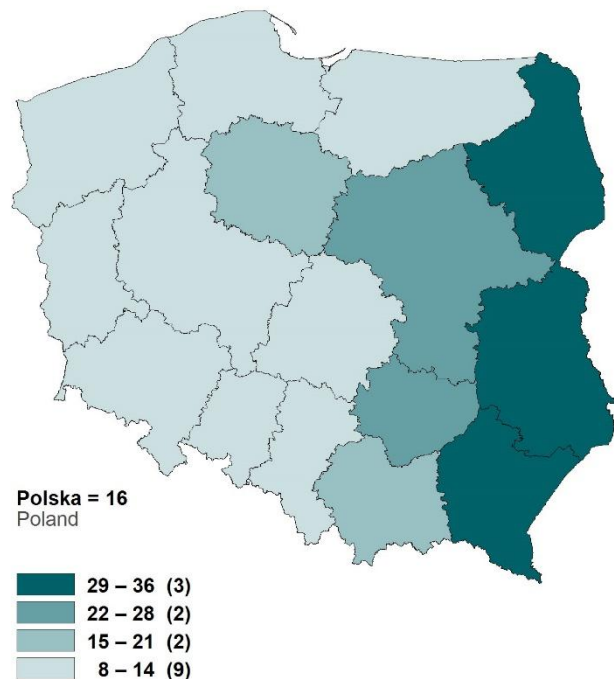 Polska = 16
Poland
29 – 36 (3)
22 – 28 (2)
15 – 21 (2)
8 – 14 (9)